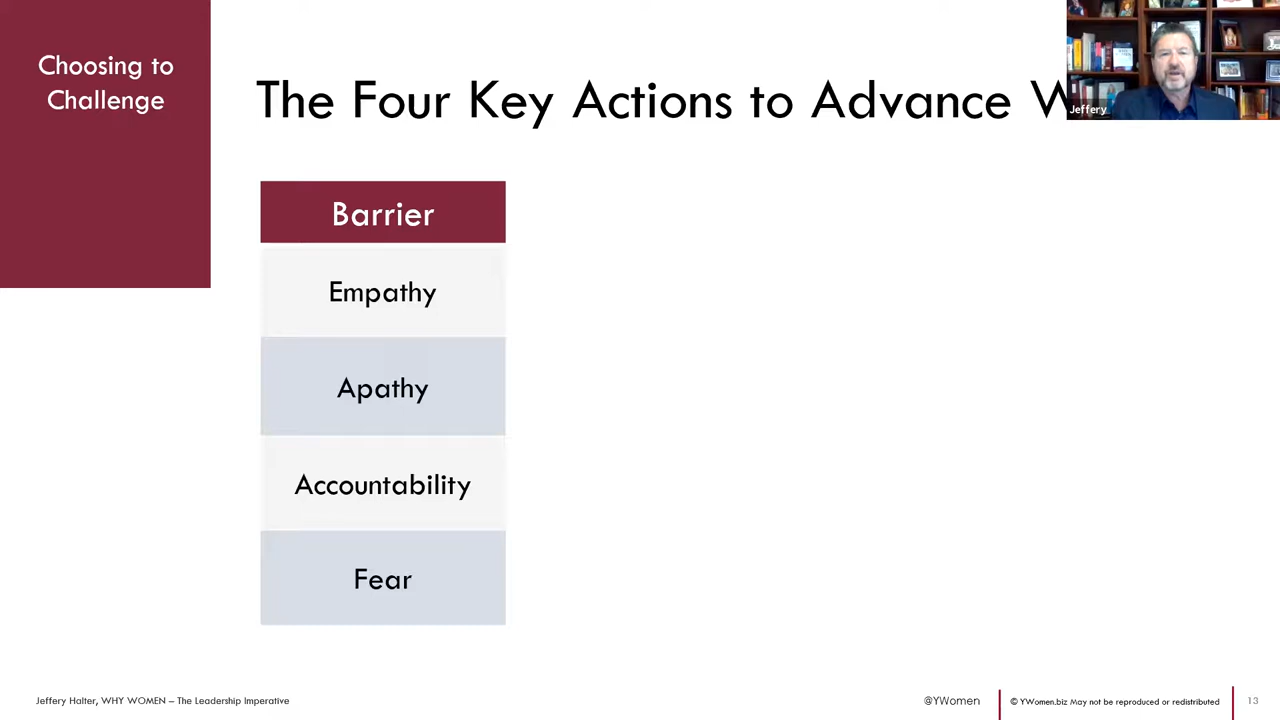 Choosing to
Challenge
The Four Key Actions to Advance
Jeffery
Barrier
Empathy
Apathy
Accountability
Fear
Jeffery Halter, WHY WOMEN – The Leadership Imperative
@YWomen
© YWomen.biz May not be reproduced or redistributed
13